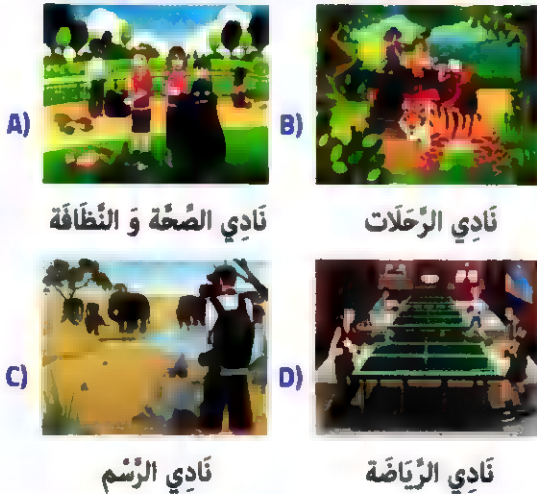 A)
B)
نَادِي الصِّحَّة وَ النَّظَافَة
نَادِي الرَّحَلَات
C)
D)
نَادِي الرَّسْم
نَادِي الرِّيَاضَة